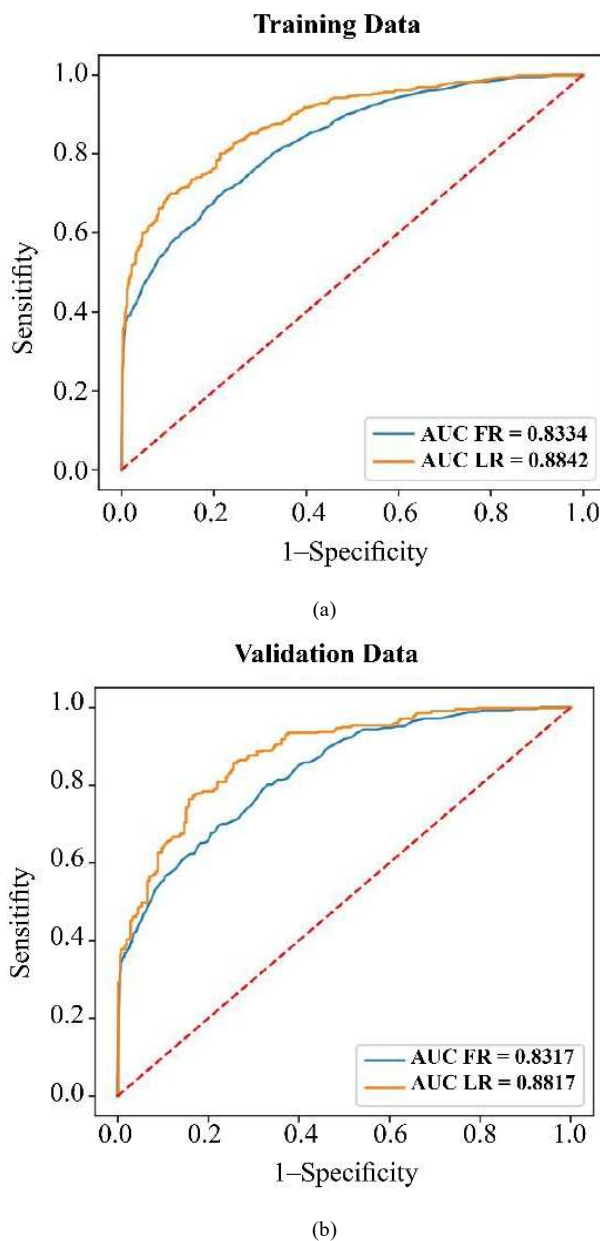 Training Data
1.0
0.8
0.6
0.4
0.2
0.0
Sensitifity
AUC FR = 0.8334
AUC LR = 0.8842
0.0 0.2 0.4 0.6 0.8 1.0
1–Specificity
(a)
Validation Data
1.0
0.8
0.6
0.4
0.2
0.0
Sensitifity
AUC FR = 0.8317
AUC LR = 0.8817
0.0 0.2 0.4 0.6 0.8 1.0
1–Specificity
(b)